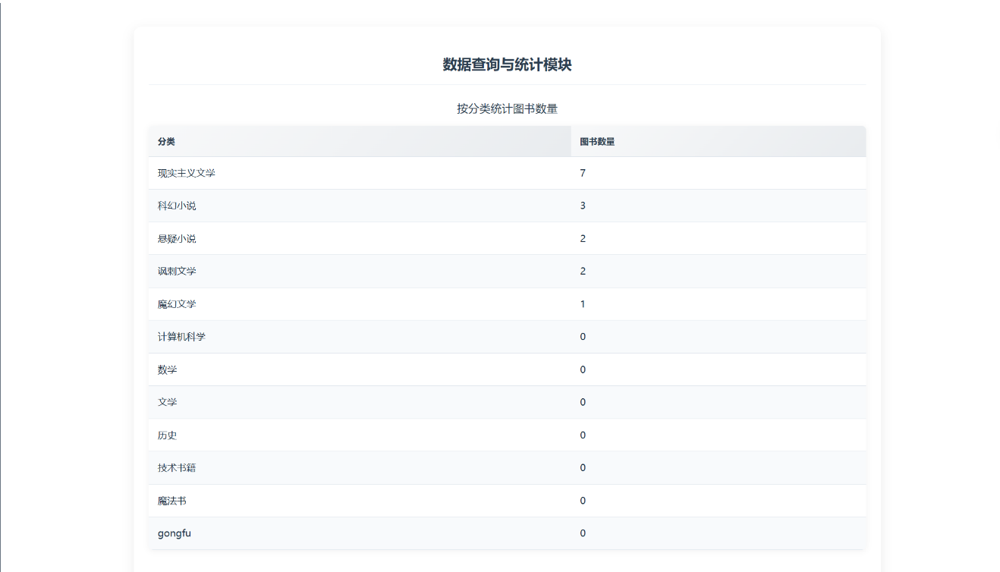 数据查询与统计模块
按分类统计图书数量
分类 图书数量
现实主义文学 7
科幻小说 3
悬疑小说 2
讽刺文学 2
魔幻文学 1
计算机科学 0
数学 0
文学 0
历史 0
技术书籍 0
魔法书 0
gongfu 0